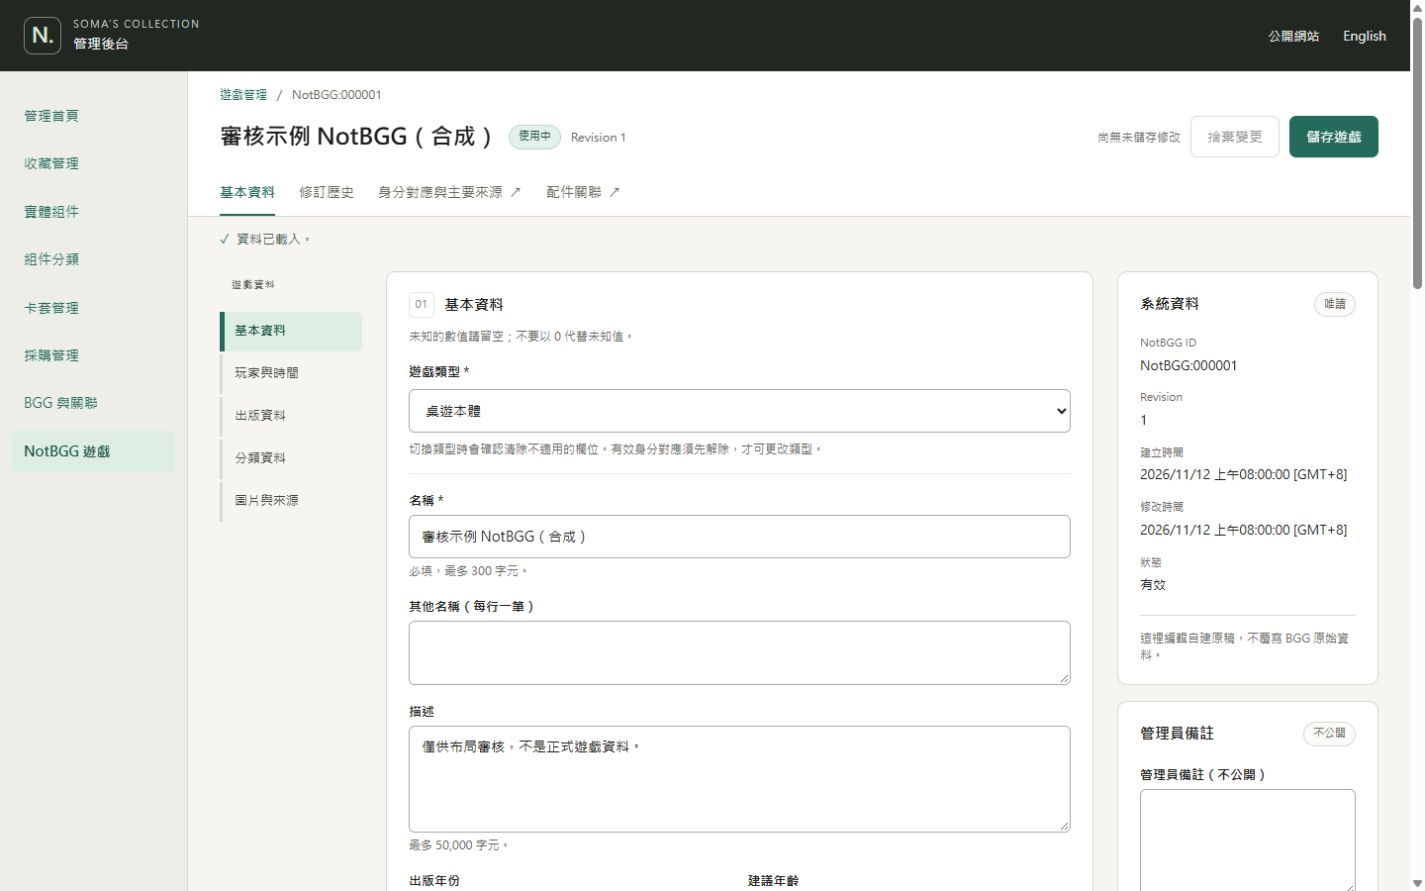 N.
SOMA'S COLLECTION
管理後台
公開網站
English
管理首頁
收藏管理
實體組件
組件分類
卡套管理
採購管理
BGG 與關聯
NotBGG 遊戲
遊戲管理 / NotBGG:000001
審核示例 NotBGG（合成）
使用中
Revision 1
尚無未儲存修改
捨棄變更
儲存遊戲
基本資料
修訂歷史
身分對應與主要來源 ↗
配件關聯 ↗
✓ 資料已載入。
遊戲資料
基本資料
玩家與時間
出版資料
分類資料
圖片與來源
01 基本資料
未知的數值請留空；不要以 0 代替未知值。
遊戲類型 *
桌遊本體
切換類型時會確認清除不適用的欄位。有效身分對應須先解除，才可更改類型。
名稱 *
審核示例 NotBGG（合成）
必填，最多 300 字元。
其他名稱（每行一筆）
描述
僅供布局審核，不是正式遊戲資料。
最多 50,000 字元。
出版年份
建議年齡
系統資料
唯讀
NotBGG ID
NotBGG:000001
Revision
1
建立時間
2026/11/12 上午08:00:00 [GMT+8]
修改時間
2026/11/12 上午08:00:00 [GMT+8]
狀態
有效
這裡編輯自建原稿，不覆寫 BGG 原始資
料。
管理員備註
不公開
管理員備註（不公開）